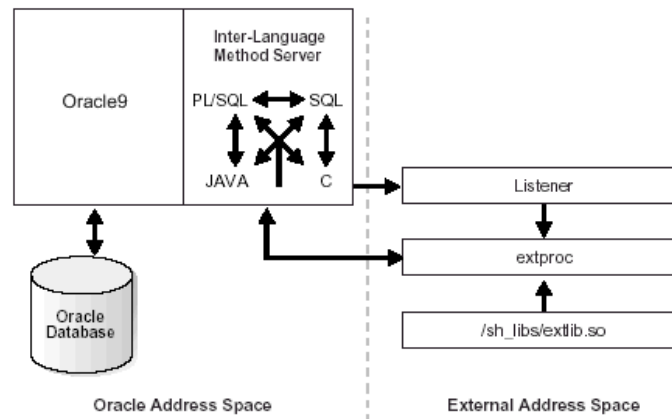 Inter-Language
Method Server
Oracle9
PL/SQL SQL
JAVA C
Listener
extproc
/sh_libs/extlib.so
Oracle
Database
Oracle Address Space
External Address Space